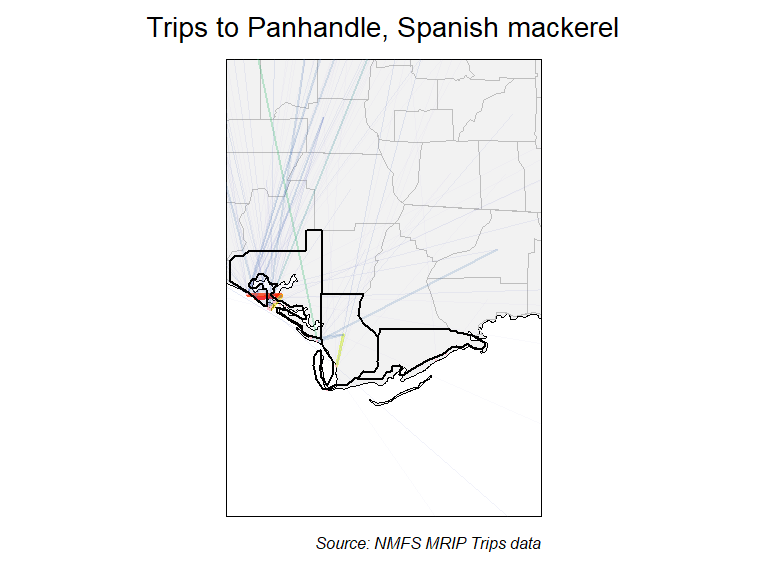 Trips to Panhandle, Spanish mackerel
Source: NMFS MRIP Trips data